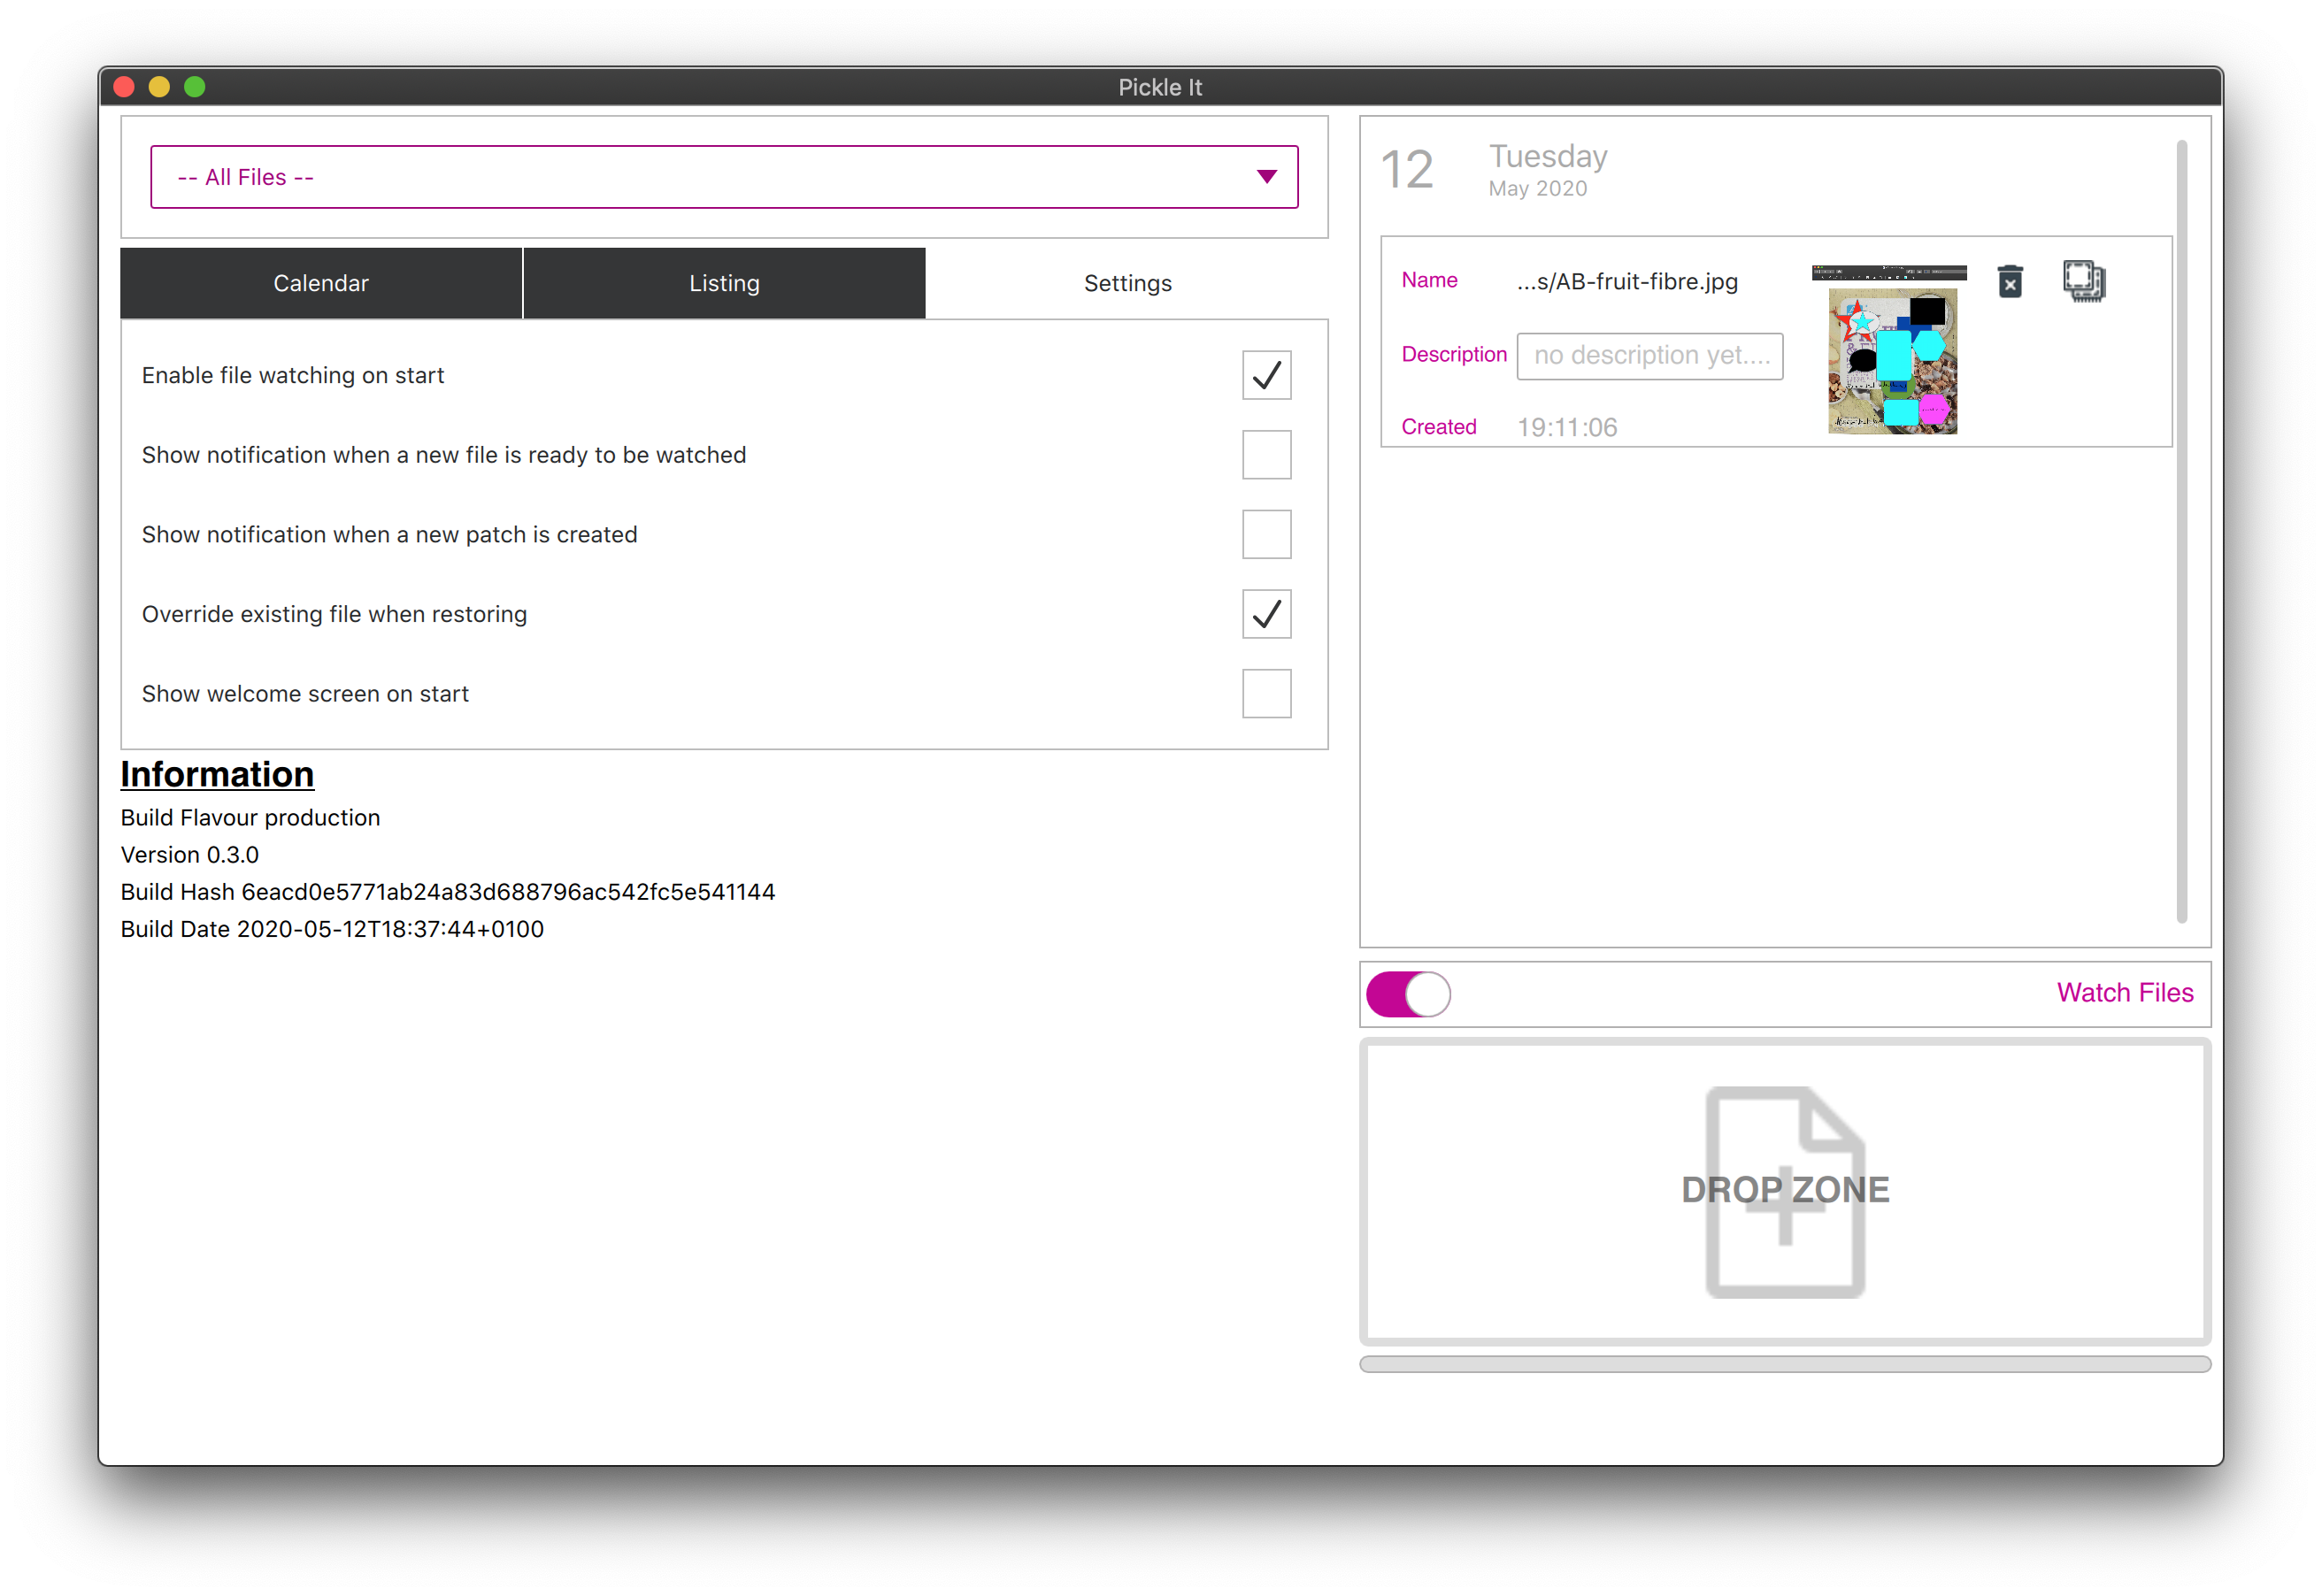 Pickle It
-- All Files --
Calendar
Listing
Settings
Enable file watching on start
Show notification when a new file is ready to be watched
Show notification when a new patch is created
Override existing file when restoring
Show welcome screen on start
Information
Build Flavour production
Version 0.3.0
Build Hash 6eacd0e5771ab24a83d688796ac542fc5e541144
Build Date 2020-05-12T18:37:44+0100
12
Tuesday
May 2020
Name
...s/AB-fruit-fibre.jpg
Description
no description yet....
Created
19:11:06
Watch Files
DROP ZONE